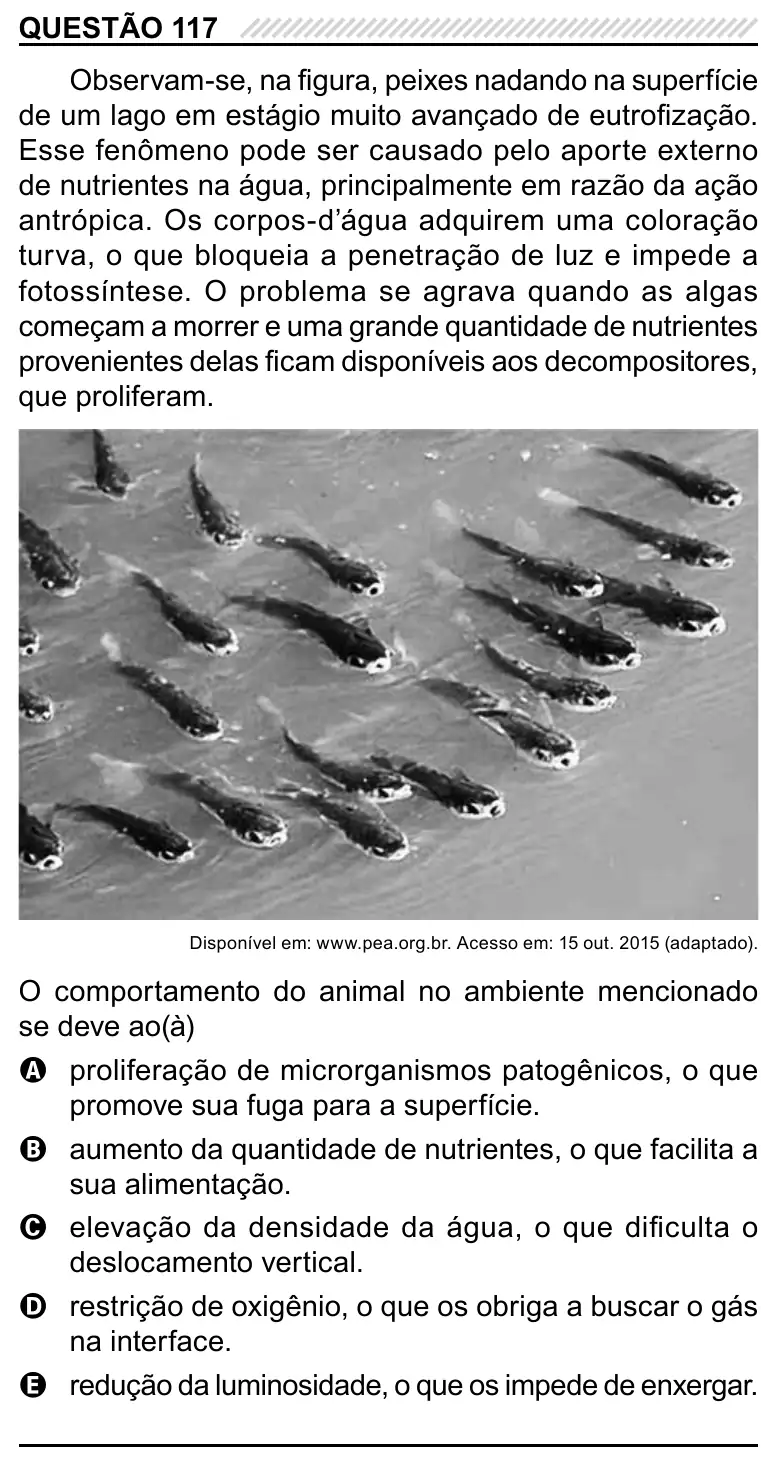 QUESTÃO 117
Observam-se, na figura, peixes nadando na superfície
de um lago em estágio muito avançado de eutrofização.
Esse fenômeno pode ser causado pelo aporte externo
de nutrientes na água, principalmente em razão da ação
antrópica. Os corpos-d’água adquirem uma coloração
turva, o que bloqueia a penetração de luz e impede a
fotossíntese. O problema se agrava quando as algas
começam a morrer e uma grande quantidade de nutrientes
provenientes delas ficam disponíveis aos decompositores,
que proliferam.
Disponível em: www.pea.org.br. Acesso em: 15 out. 2015 (adaptado).
O comportamento do animal no ambiente mencionado
se deve ao(à)
A proliferação de microrganismos patogênicos, o que
promove sua fuga para a superfície.
B aumento da quantidade de nutrientes, o que facilita a
sua alimentação.
C elevação da densidade da água, o que dificulta o
deslocamento vertical.
D restrição de oxigênio, o que os obriga a buscar o gás
na interface.
E redução da luminosidade, o que os impede de enxergar.